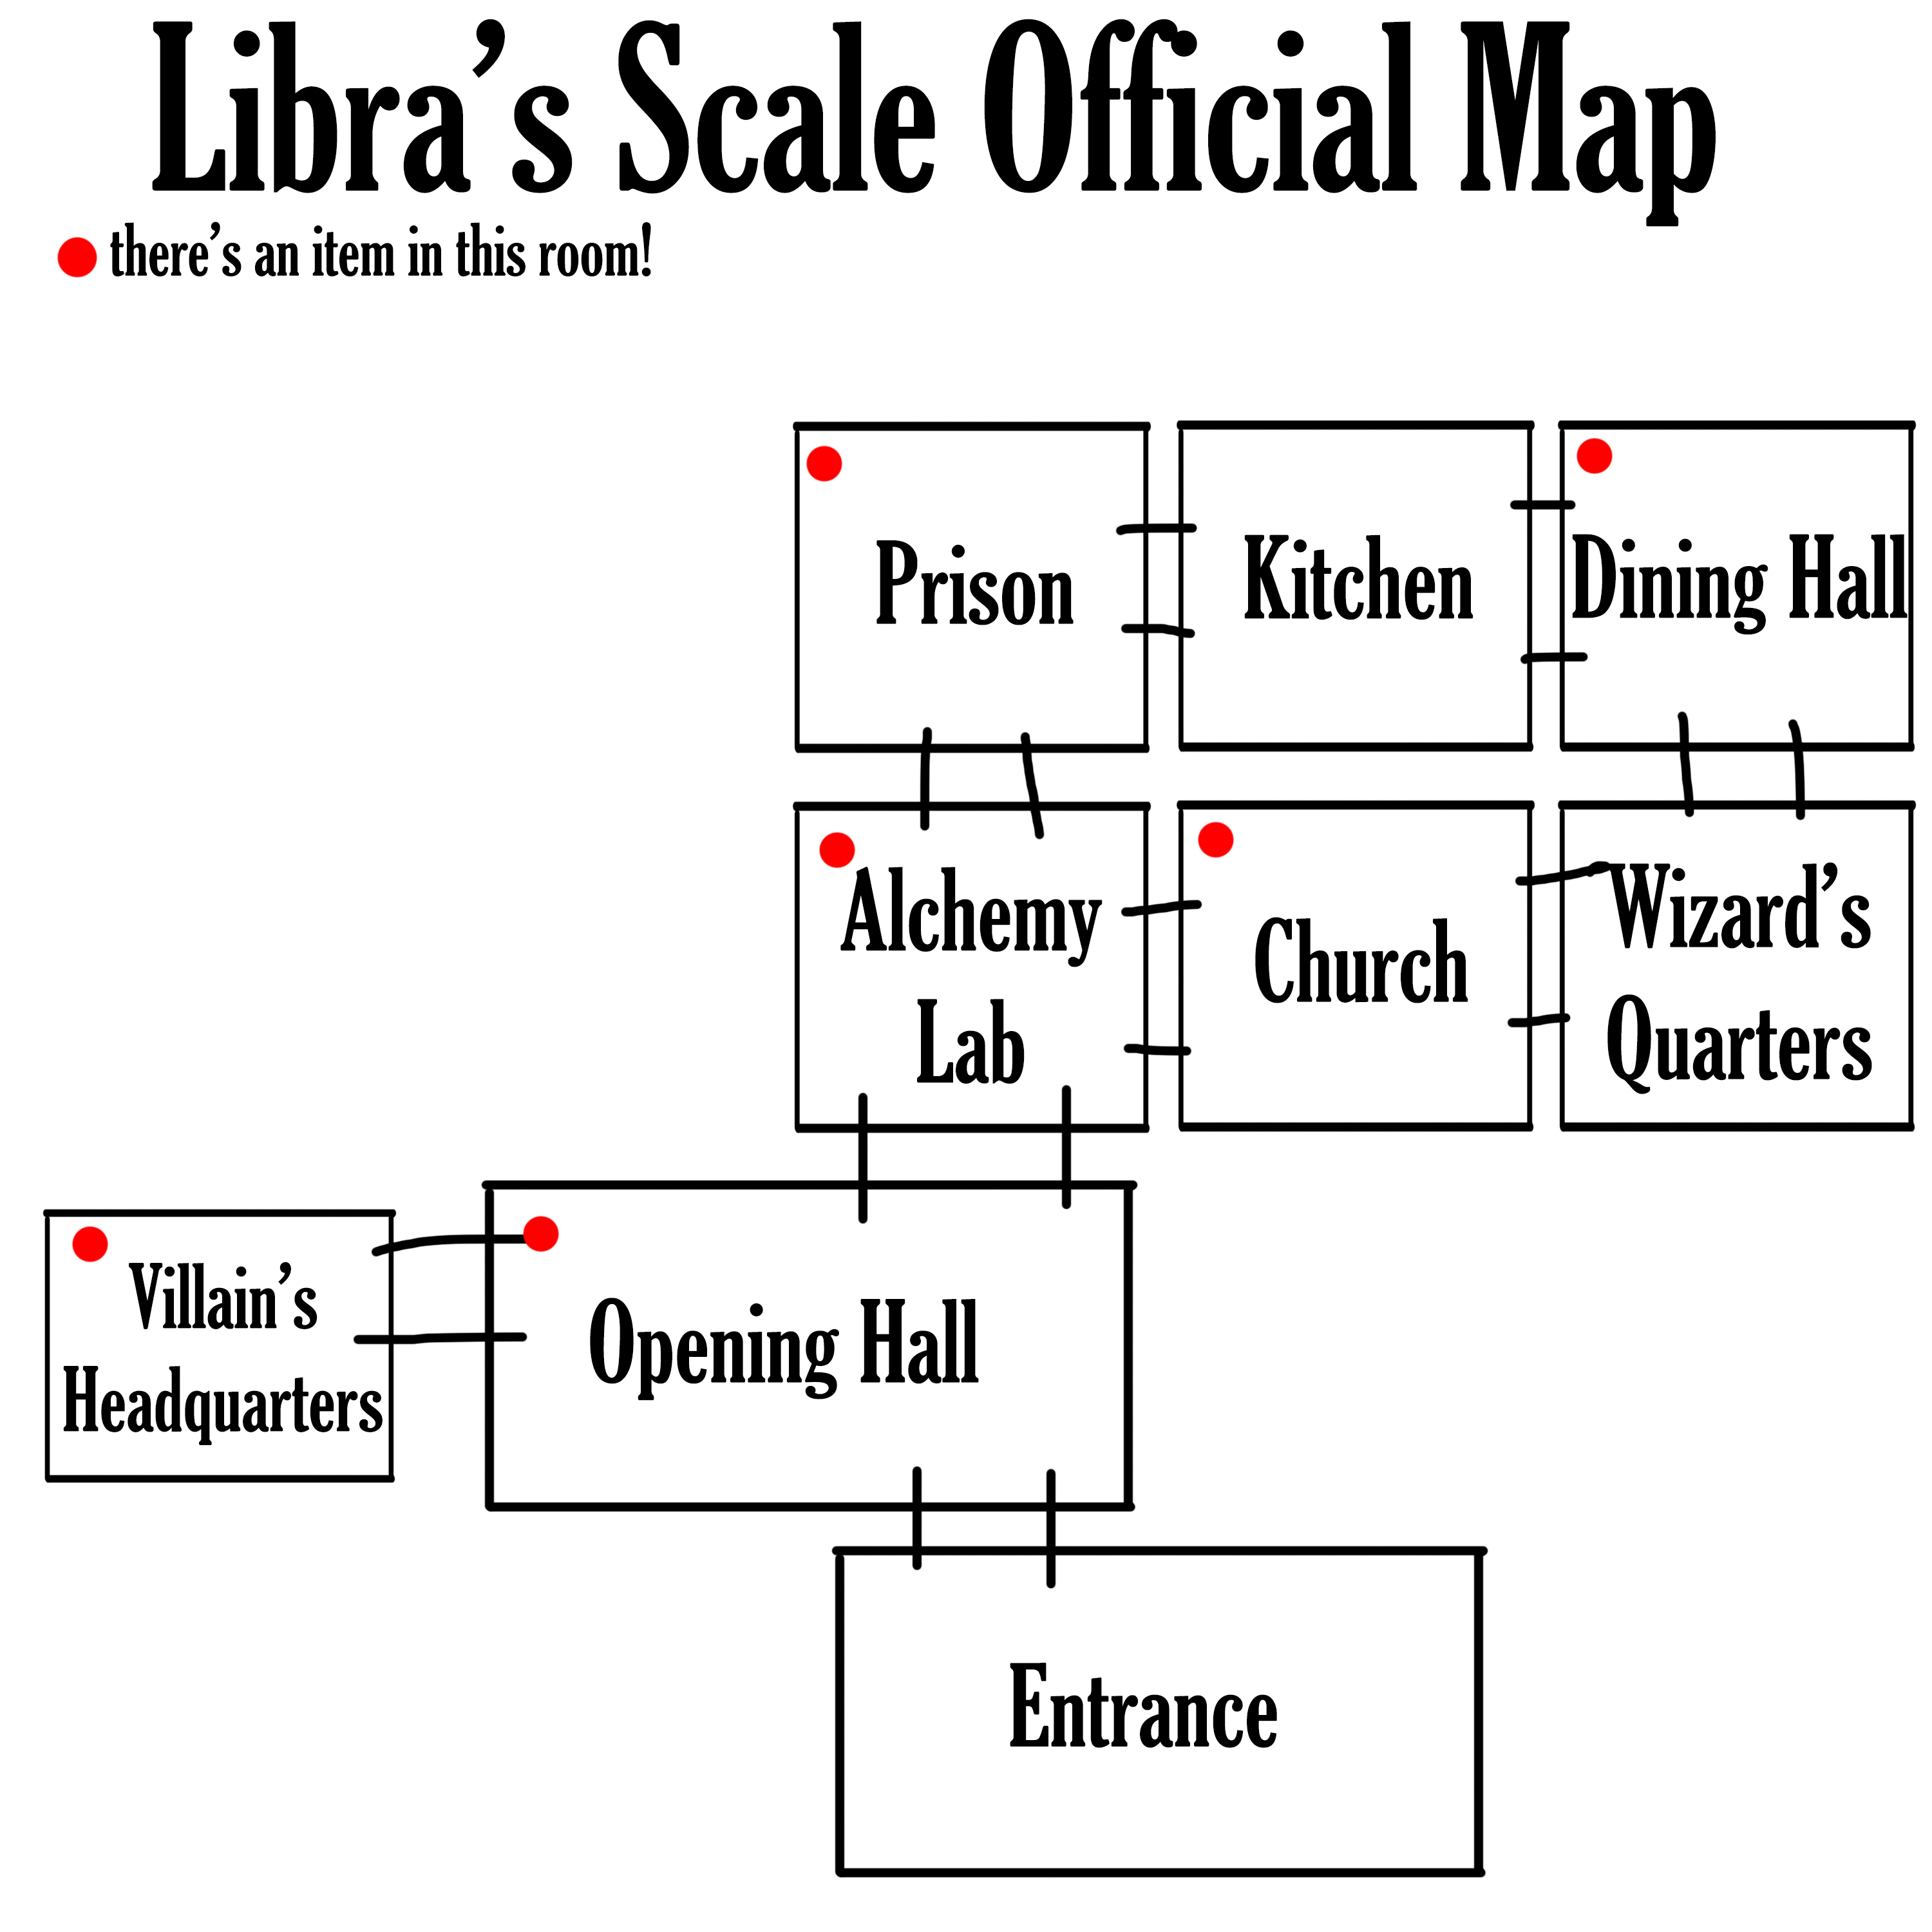 Libra’s Scale Official Map
there’s an item in this room!
Prison
Kitchen
Dining Hall
Alchemy
Lab
Church
Wizard’s
Quarters
Villain’s
Headquarters
Opening Hall
Entrance